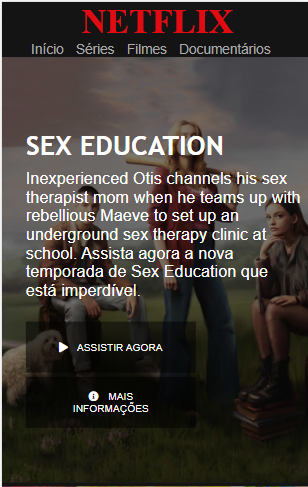 NETFLIX
Início Séries Filmes Documentários
SEX EDUCATION
Inexperienced Otis channels his sex
therapist mom when he teams up with
rebellious Maeve to set up an
underground sex therapy clinic at
school. Assista agora a nova
temporada de Sex Education que
está imperdível.
ASSISTIR AGORA
MAIS
INFORMAÇÕES